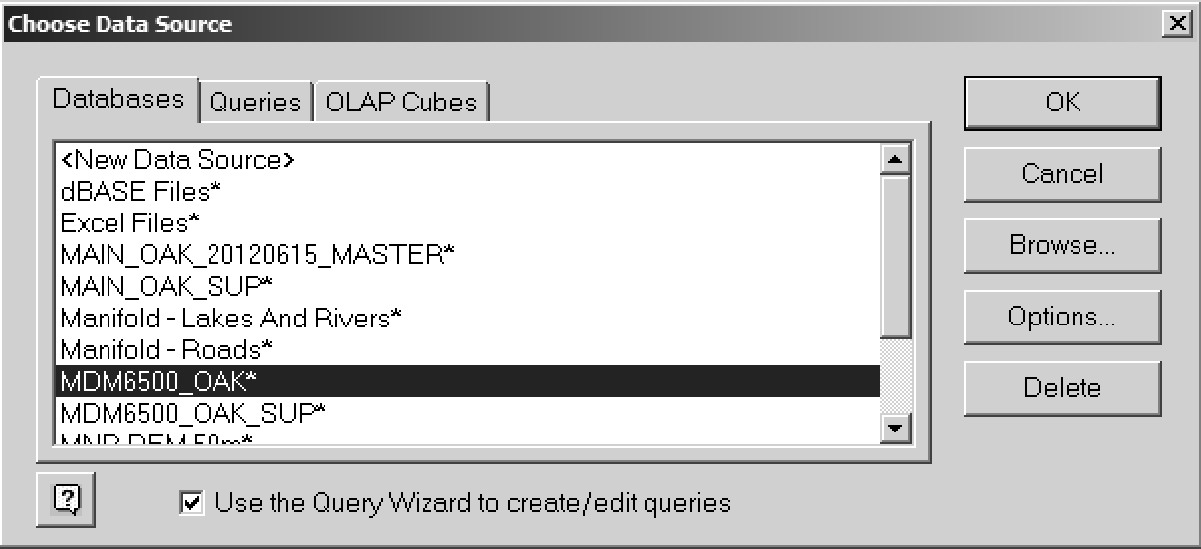 Choose Data Source
Databases Queries OLAP Cubes
<New Data Source>
dBASE Files*
Excel Files*
MAIN_OAK_20120615_MASTER*
MAIN_OAK_SUP*
Manifold - Lakes And Rivers*
Manifold - Roads*
MDM6500_OAK*
MDM6500_OAK_SUP*
OK
Cancel
Browse...
Options...
Delete
Use the Query Wizard to create/edit queries